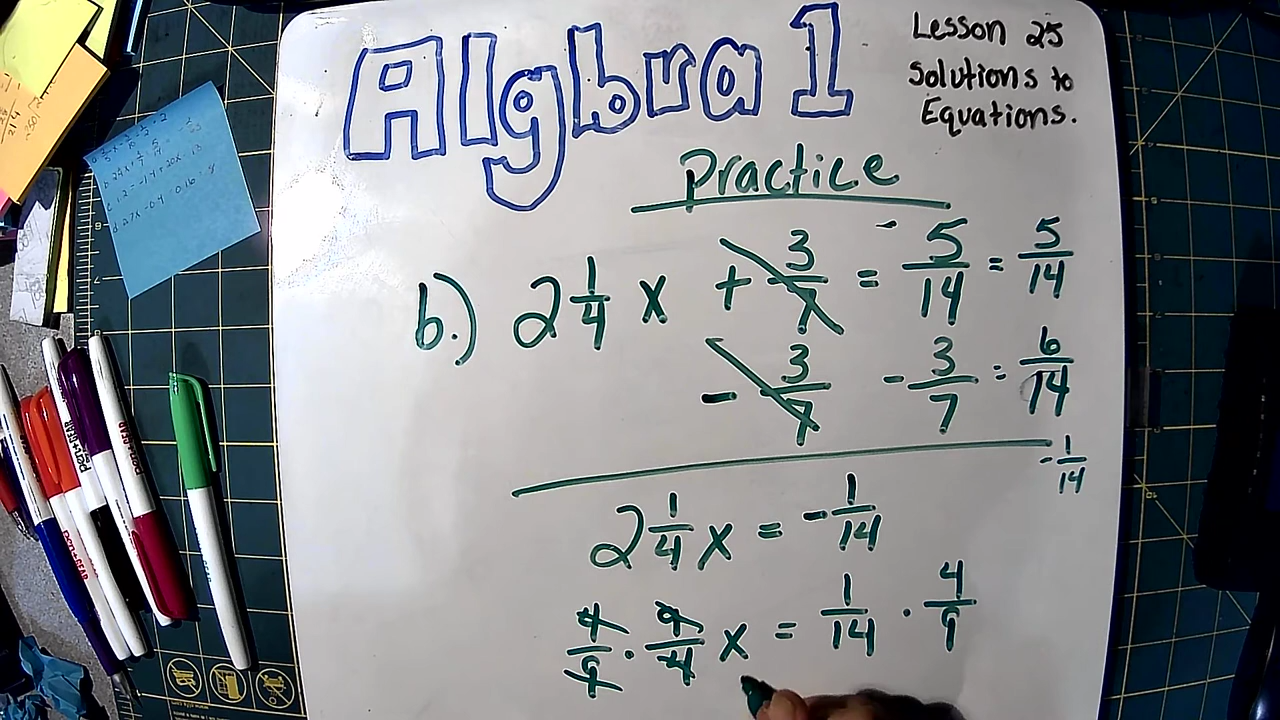 Algbra 1
Lesson 25
Solutions to
Equations.
Practice
b.) 2 1/4 x + 3/7 = 5/14 = 5/14
- 3/7 - 3/7 = 6/14
- 1/14
2 1/4 x = - 1/14
4/9 · 9/4 x = 1/14 · 4/9